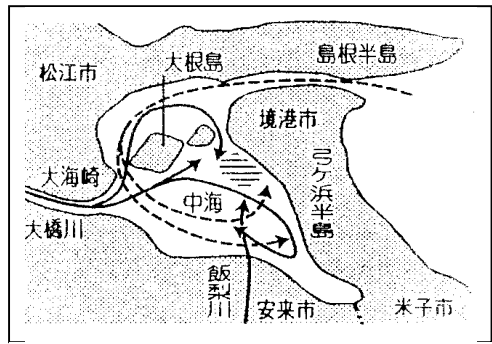 島根半島
大根島
松江市
境港市
弓ヶ浜半島
大海崎
中海
大橋川
飯梨川
安来市
米子市